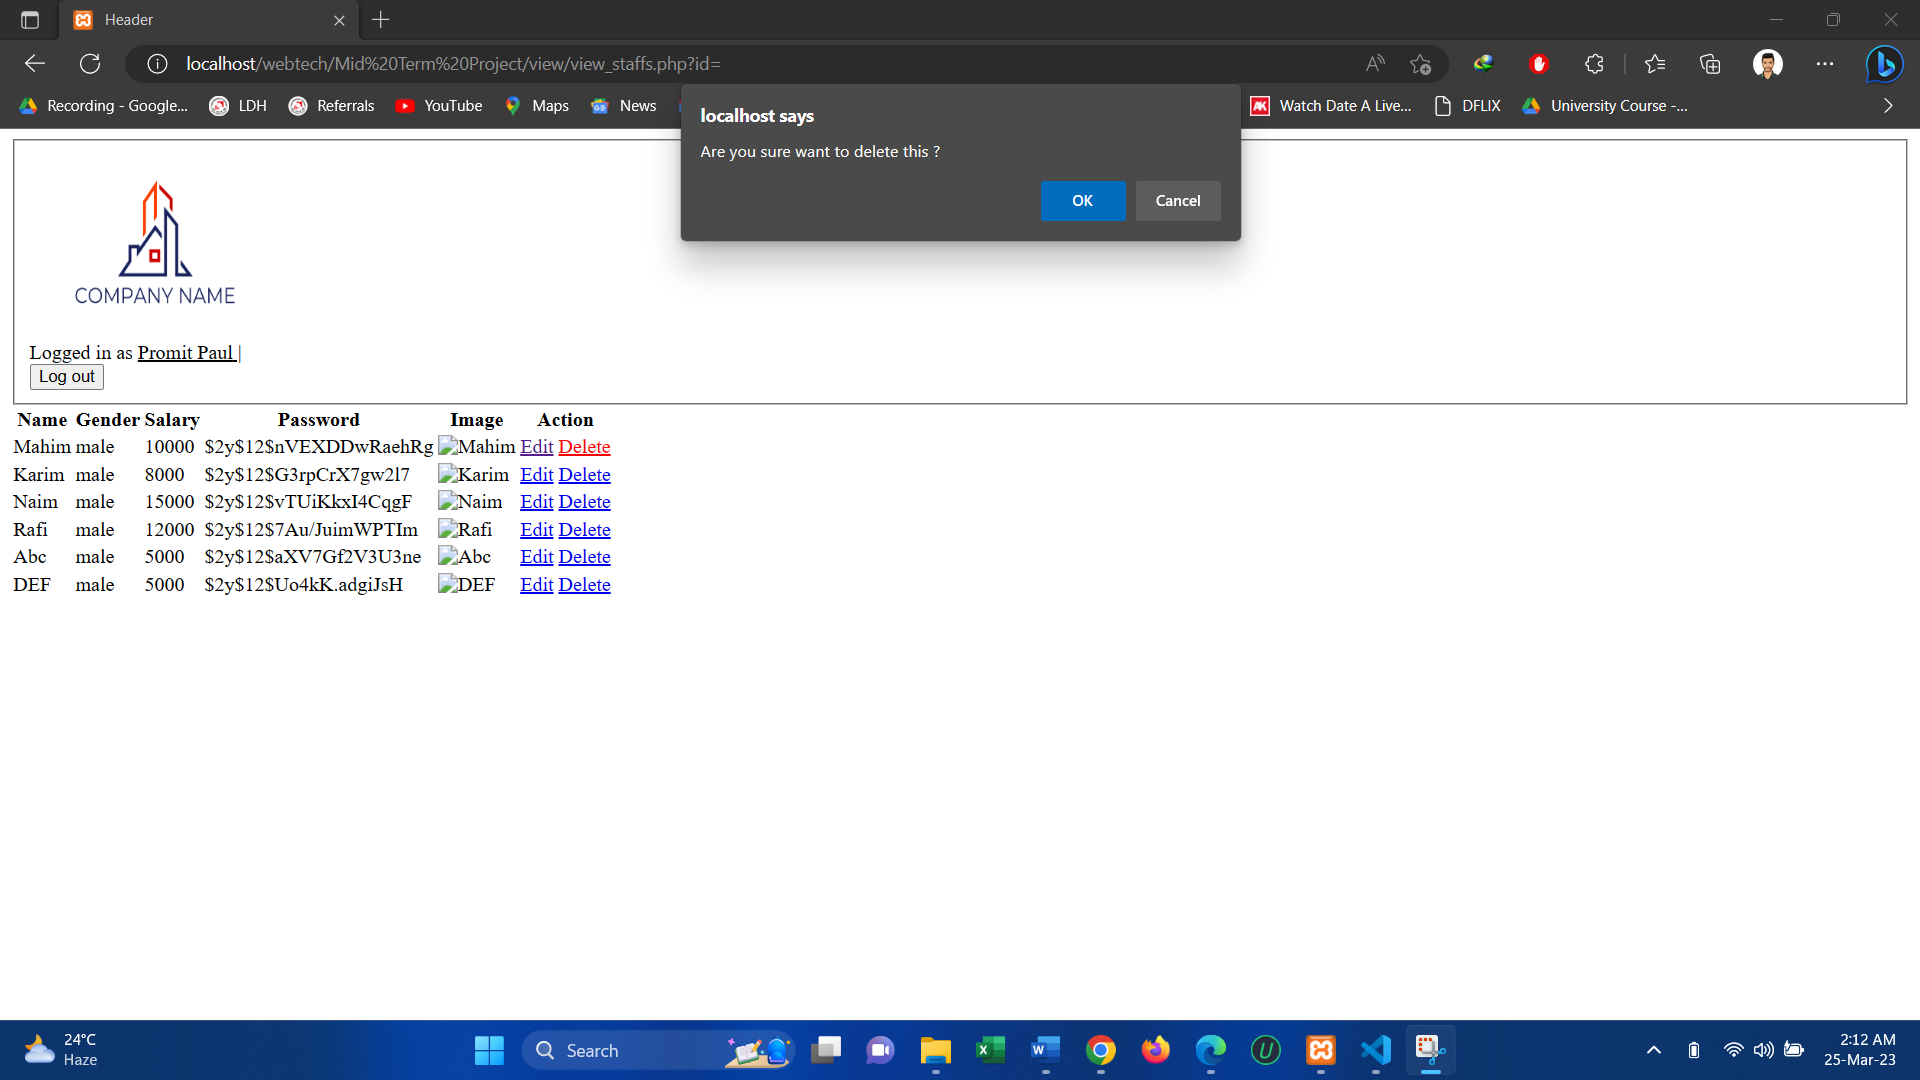 Header
localhost/webtech/Mid%20Term%20Project/view/view_staffs.php?id=
Recording - Google... LDH Referrals YouTube Maps News Watch Date A Live... DFLIX University Course -...
localhost says
Are you sure want to delete this ?
OK Cancel
COMPANY NAME
Logged in as Promit Paul |
Log out
Name Gender Salary Password Image Action
Mahim male 10000 $2y$12$nVEXDDwRaehRg Mahim Edit Delete
Karim male 8000 $2y$12$G3rpCrX7gw2l7 Karim Edit Delete
Naim male 15000 $2y$12$vTUiKkxI4CqgF Naim Edit Delete
Rafi male 12000 $2y$12$7Au/JuimWPTIm Rafi Edit Delete
Abc male 5000 $2y$12$aXV7Gf2V3U3ne Abc Edit Delete
DEF male 5000 $2y$12$Uo4kK.adgiJsH DEF Edit Delete
24°C
Haze
Search
2:12 AM
25-Mar-23